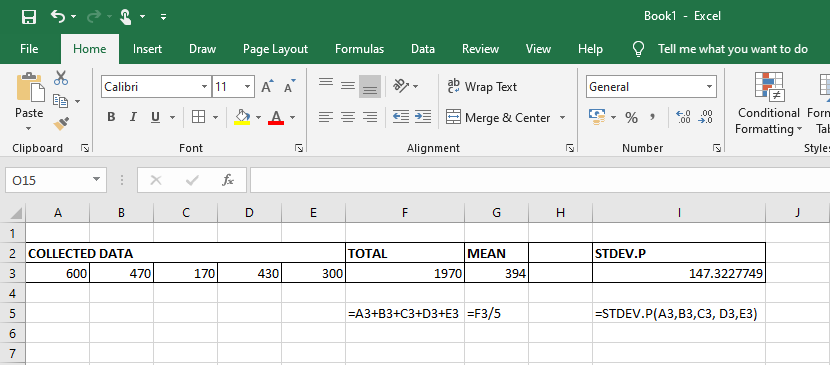 Book1 - Excel
File Home Insert Draw Page Layout Formulas Data Review View Help Tell me what you want to do
Paste
Clipboard
Calibri 11 A A
B I U A
Font
ab Wrap Text
Merge & Center
Alignment
General
% , .00 .00
Number
Conditional
Formatting
Styles
O15 fx
A B C D E F G H I J
1
2 COLLECTED DATA TOTAL MEAN STDEV.P
3 600 470 170 430 300 1970 394 147.3227749
4
5 =A3+B3+C3+D3+E3 =F3/5 =STDEV.P(A3,B3,C3, D3,E3)
6
7